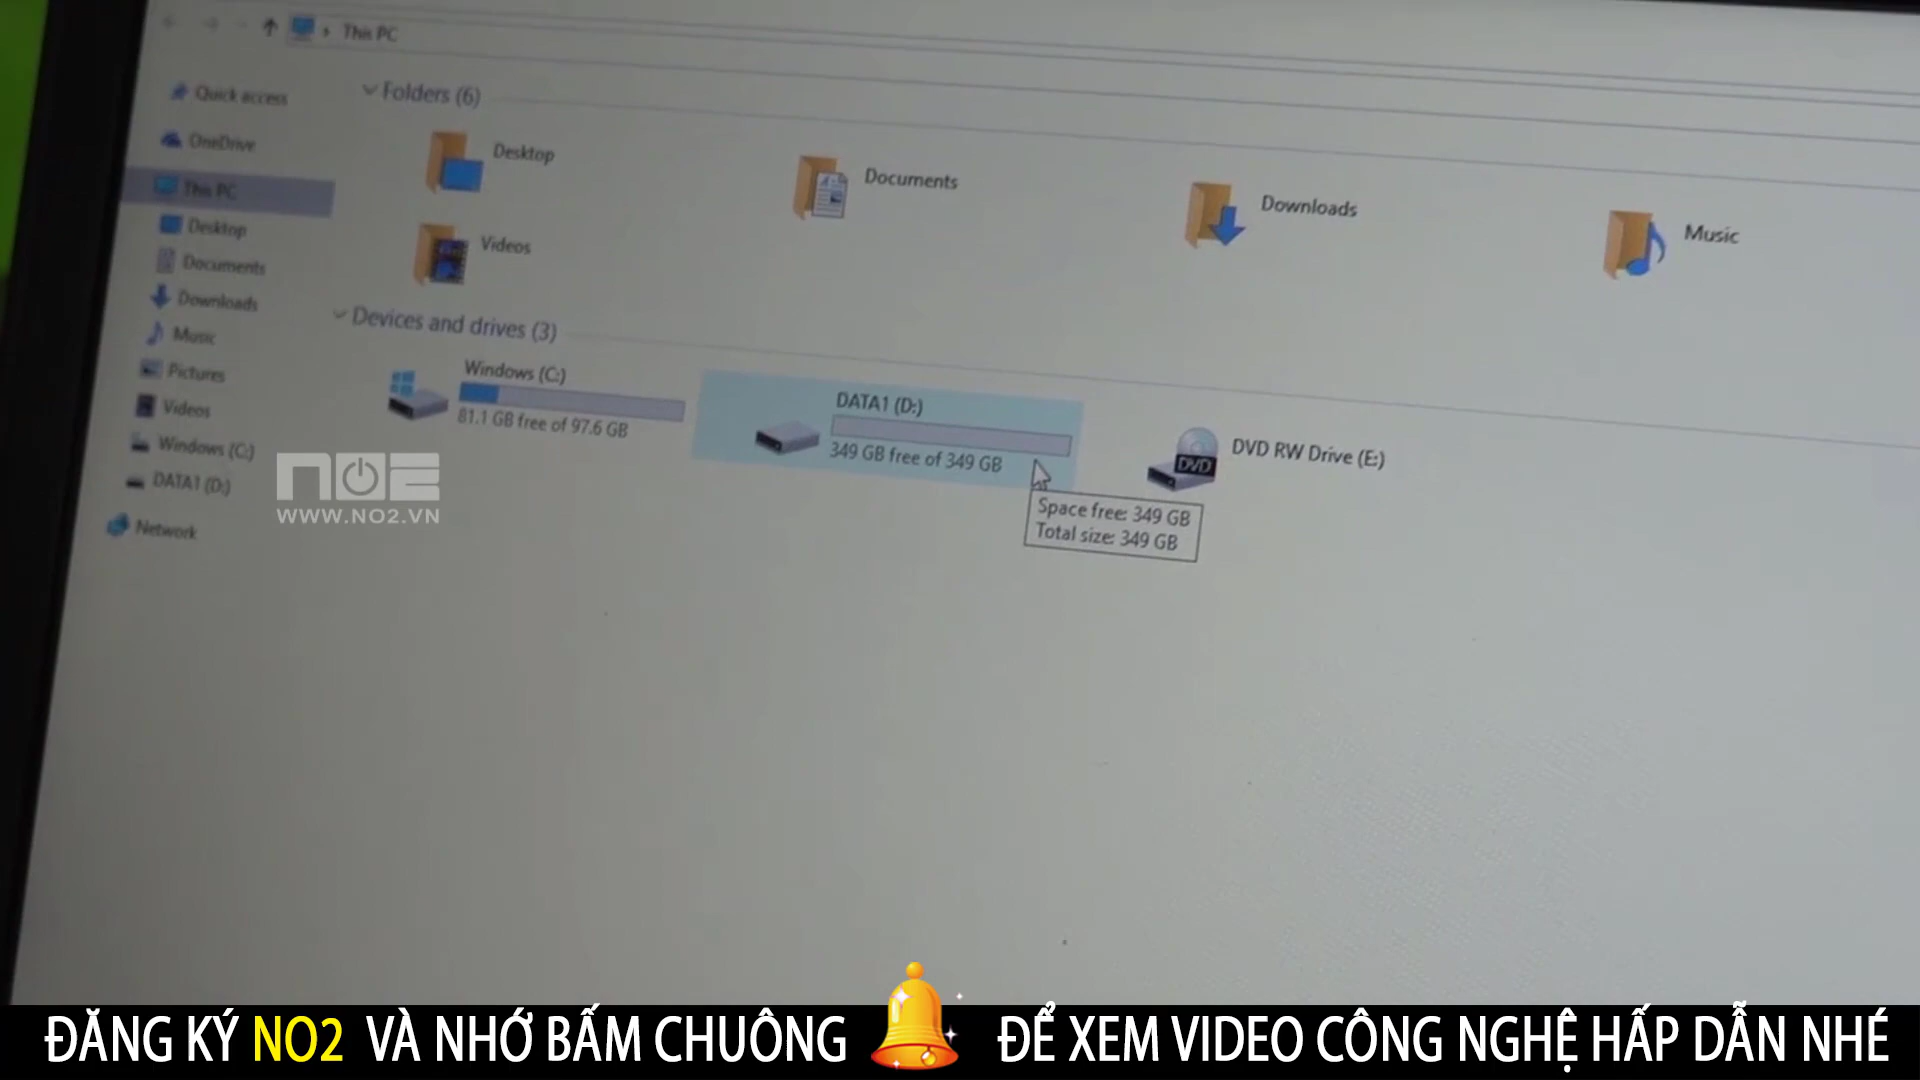 This PC
Quick access
OneDrive
This PC
Desktop
Documents
Downloads
Music
Pictures
Videos
Windows (C:)
DATA1 (D:)
Network
Folders (6)
Desktop
Documents
Downloads
Music
Videos
Devices and drives (3)
Windows (C:)
81.1 GB free of 97.6 GB
DATA1 (D:)
349 GB free of 349 GB
DVD
DVD RW Drive (E:)
Space free: 349 GB
Total size: 349 GB
NO2
WWW.NO2.VN
ĐĂNG KÝ NO2 VÀ NHỚ BẤM CHUÔNG ĐỂ XEM VIDEO CÔNG NGHỆ HẤP DẪN NHÉ